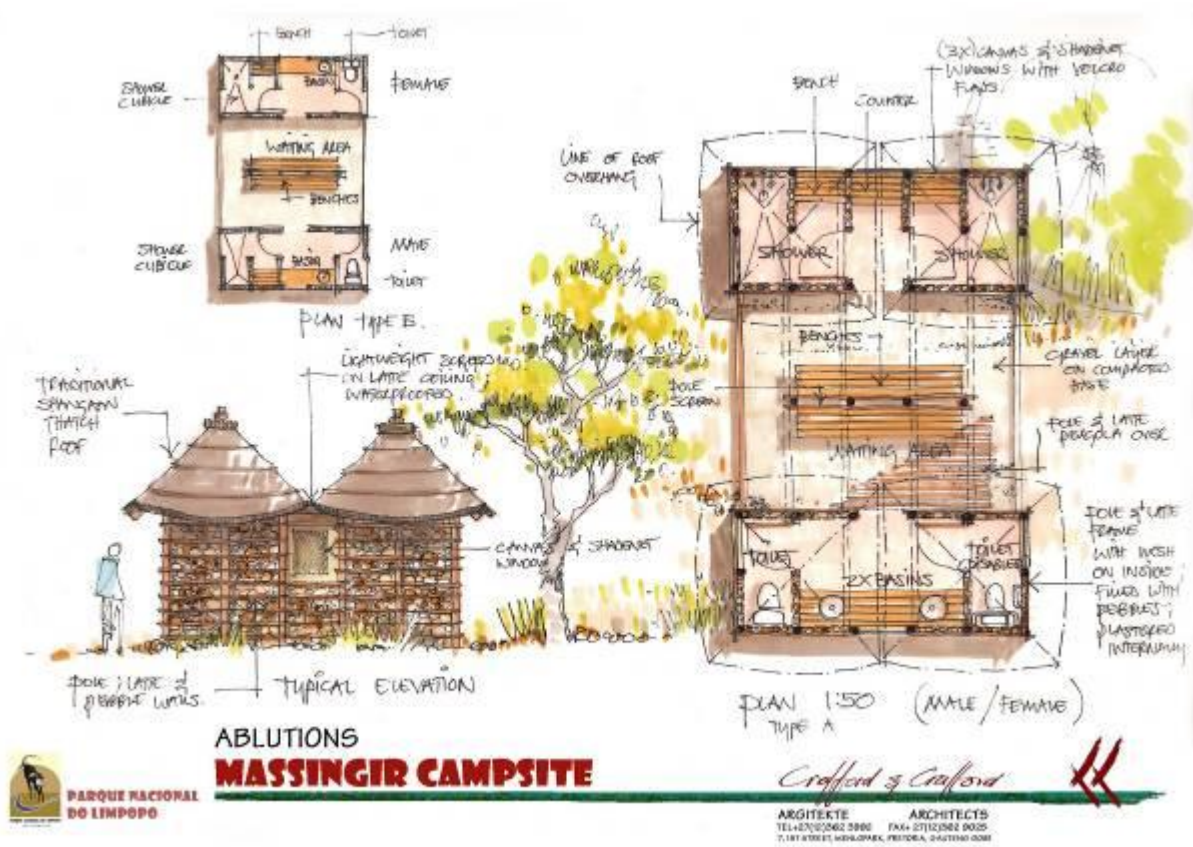 BENCH
TOILET
SHOWER
CUBICLE
BASIN
FEMALE
WAITING AREA
BENCHES
SHOWER
CUBICLE
BASIN
MALE
TOILET
PLAN TYPE B.
(3X) CANVAS & SHADENET
WINDOWS WITH VELCRO
FLAPS.
BENCH
COUNTER
LINE OF ROOF
OVERHANG
SHOWER
SHOWER
BENCHES
POLE
SCREEN
GRAVEL LAYER
ON COMPACTED
BASE
POLE & LATTE
PERGOLA OVER
WAITING AREA
TOILET
2X BASINS
TOILET
DISABLED
POLE & LATTE
FRAME
WITH MESH
ON INSIDE
FILLED WITH
PEBBLES;
PLASTERED
INTERNALLY
PLAN 1:50 (MALE/FEMALE)
TYPE A
TRADITIONAL
SHANGAAN
THATCH
ROOF
LIGHTWEIGHT SCREED
ON LATTE CEILING;
WATERPROOFED
CANVAS & SHADENET
WINDOW
POLE; LATTE &
PEBBLE WALLS.
TYPICAL ELEVATION
ABLUTIONS
MASSINGIR CAMPSITE
PARQUE NACIONAL
DO LIMPOPO
Crafford & Crafford
ARGITEKTE ARCHITECTS